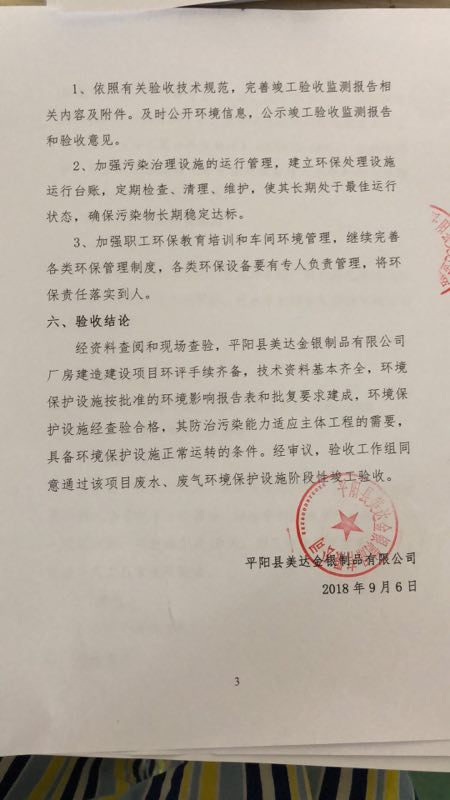 1、依照有关验收技术规范，完善竣工验收监测报告相
关内容及附件。及时公开环境信息，公示竣工验收监测报告
和验收意见。
2、加强污染治理设施的运行管理，建立环保处理设施
运行台账，定期检查、清理、维护，使其长期处于最佳运行
状态，确保污染物长期稳定达标。
3、加强职工环保教育培训和车间环境管理，继续完善
各类环保管理制度，各类环保设备要有专人负责管理，将环
保责任落实到人。
六、验收结论
经资料查阅和现场查验，平阳县美达金银制品有限公司
厂房建造建设项目环评手续齐备，技术资料基本齐全，环境
保护设施按批准的环境影响报告表和批复要求建成，环境保
护设施经查验合格，其防治污染能力适应主体工程的需要，
具备环境保护设施正常运转的条件。经审议，验收工作组同
意通过该项目废水、废气环境保护设施阶段性竣工验收。
平阳县美达金银制品有限公司
平阳县美达金银制品有限公司
2018年9月6日
3